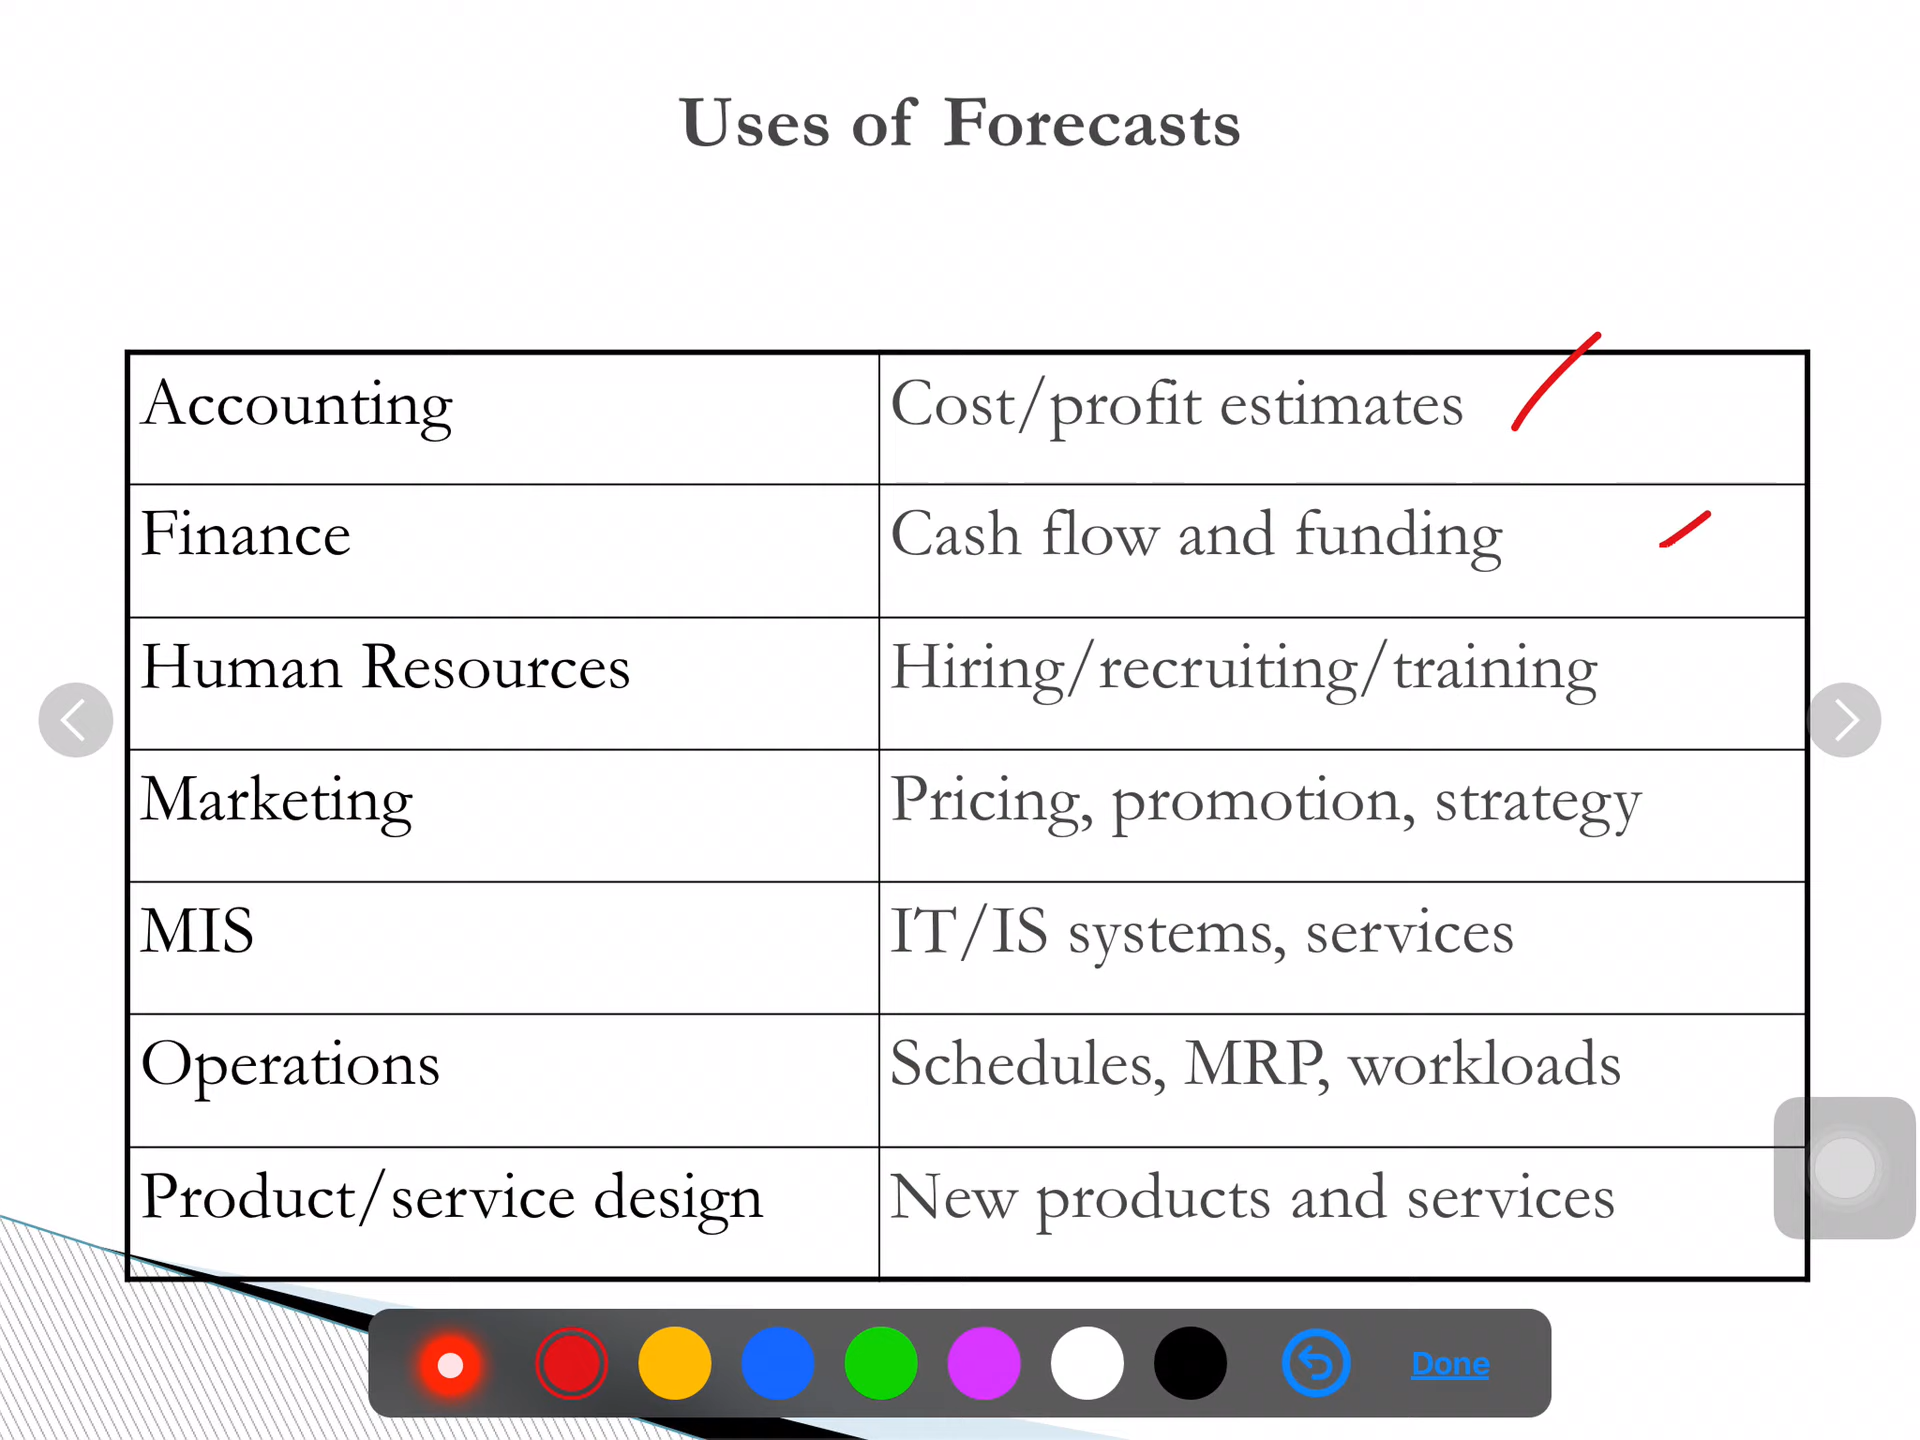 Uses of Forecasts
Accounting Cost/profit estimates
Finance Cash flow and funding
Human Resources Hiring/recruiting/training
Marketing Pricing, promotion, strategy
MIS IT/IS systems, services
Operations Schedules, MRP, workloads
Product/service design New products and services
Done